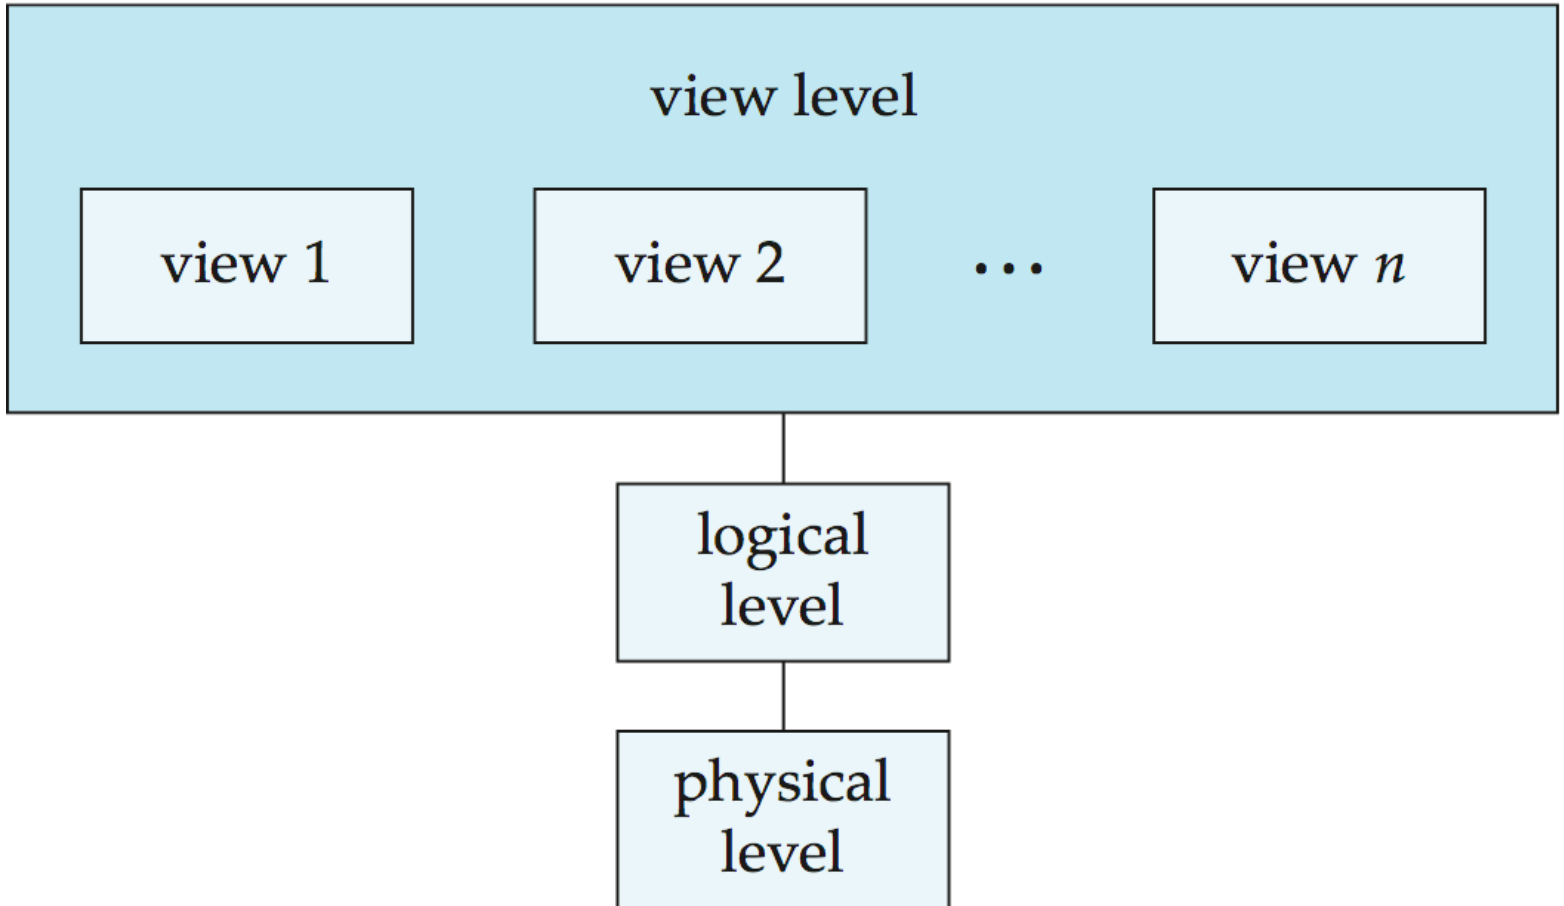 view level
view 1
view 2
...
view n
logical
level
physical
level